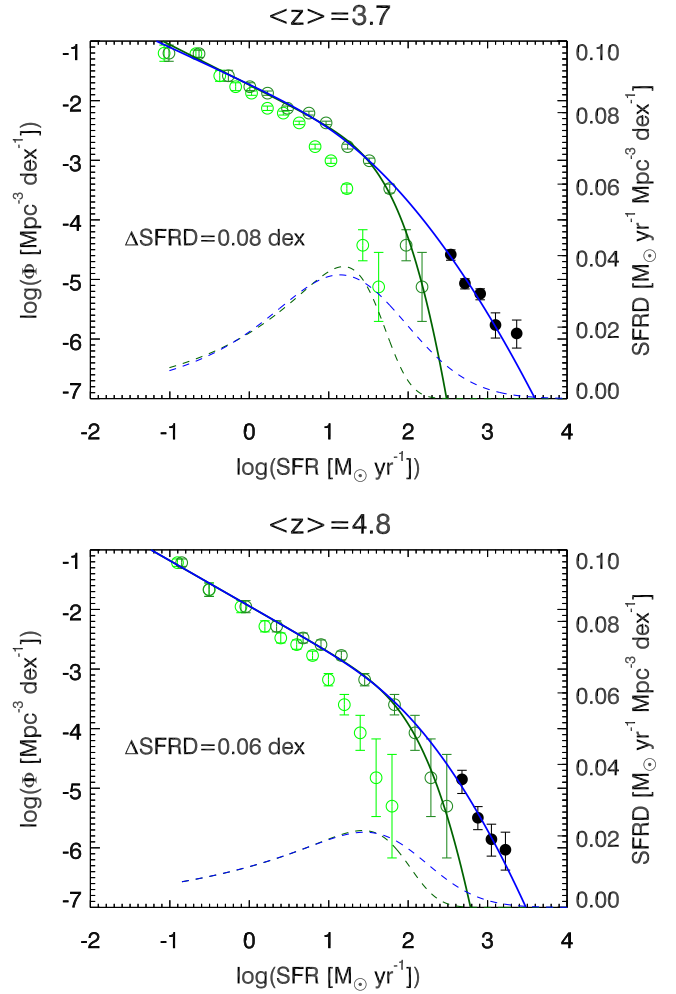 <z>=3.7
-1
-2
-3
-4
-5
-6
-7
log(Φ [Mpc⁻³ dex⁻¹])
ΔSFRD=0.08 dex
0.10
0.08
0.06
0.04
0.02
0.00
SFRD [M☉ yr⁻¹ Mpc⁻³ dex⁻¹]
-2 -1 0 1 2 3 4
log(SFR [M☉ yr⁻¹])
<z>=4.8
-1
-2
-3
-4
-5
-6
-7
log(Φ [Mpc⁻³ dex⁻¹])
ΔSFRD=0.06 dex
0.10
0.08
0.06
0.04
0.02
0.00
SFRD [M☉ yr⁻¹ Mpc⁻³ dex⁻¹]
-2 -1 0 1 2 3 4
log(SFR [M☉ yr⁻¹])